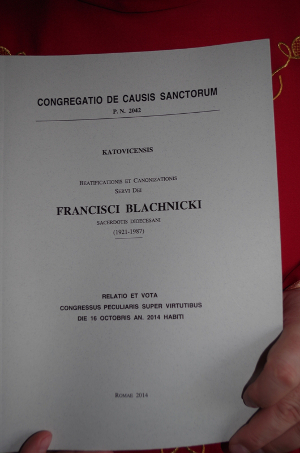 CONGREGATIO DE CAUSIS SANCTORUM
P. N. 2042
KATOVICENSIS
BEATIFICATIONIS ET CANONIZATIONIS
SERVI DEI
FRANCISCI BLACHNICKI
SACERDOTIS DIOECESANI
(1921-1987)
RELATIO ET VOTA
CONGRESSUS PECULIARIS SUPER VIRTUTIBUS
DIE 16 OCTOBRIS AN. 2014 HABITI
ROMAE 2014